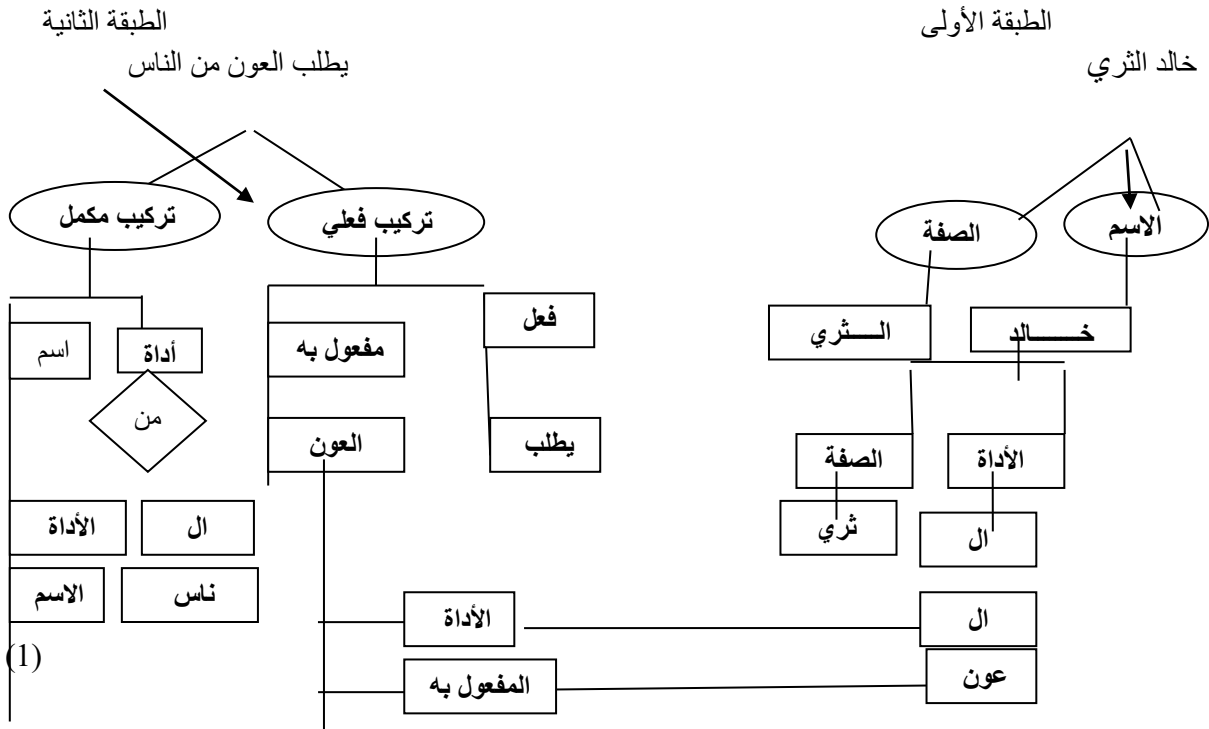 الطبقة الأولى
الطبقة الثانية
خالد الثري
يطلب العون من الناس
الاسم
الصفة
تركيب فعلي
تركيب مكمل
خـــــــــالد
الـــــثري
فعل
مفعول به
أداة
اسم
من
الأداة
الصفة
يطلب
العون
ال
ثري
ال
الأداة
ناس
الاسم
ال
الأداة
عون
المفعول به
(1)